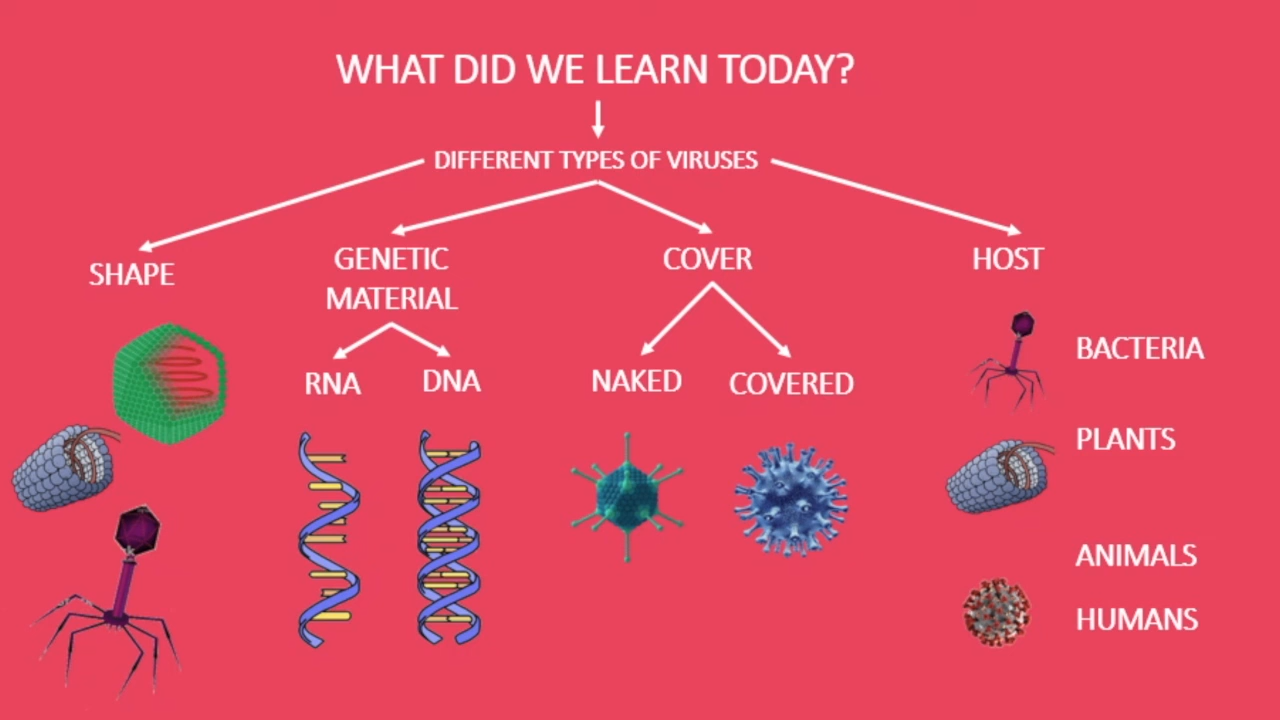 WHAT DID WE LEARN TODAY?
DIFFERENT TYPES OF VIRUSES
SHAPE
GENETIC
MATERIAL
RNA
DNA
COVER
NAKED
COVERED
HOST
BACTERIA
PLANTS
ANIMALS
HUMANS